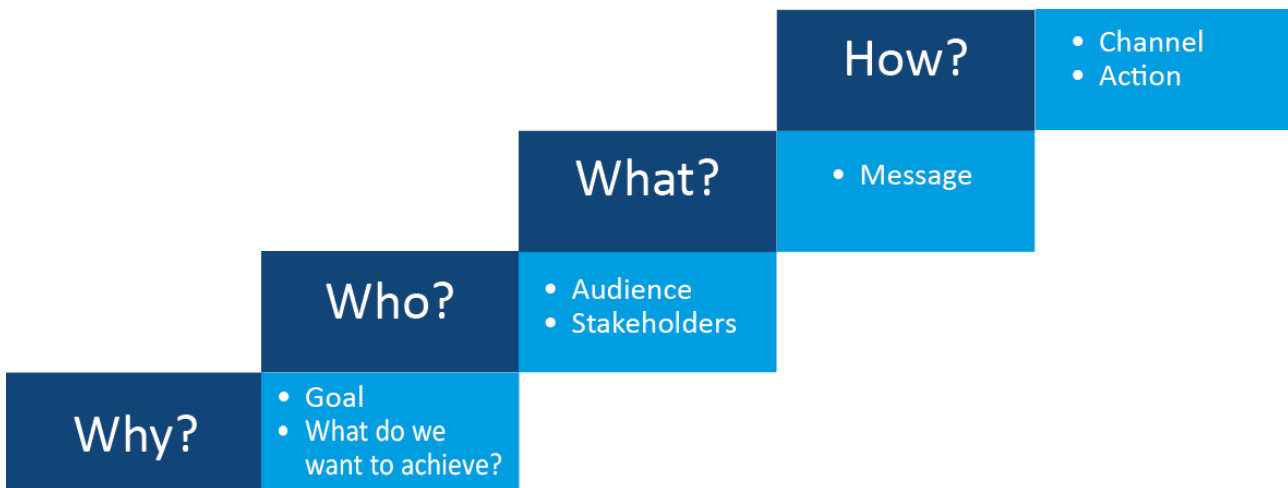 How?
• Channel
• Action
What?
• Message
Who?
• Audience
• Stakeholders
Why?
• Goal
• What do we
want to achieve?